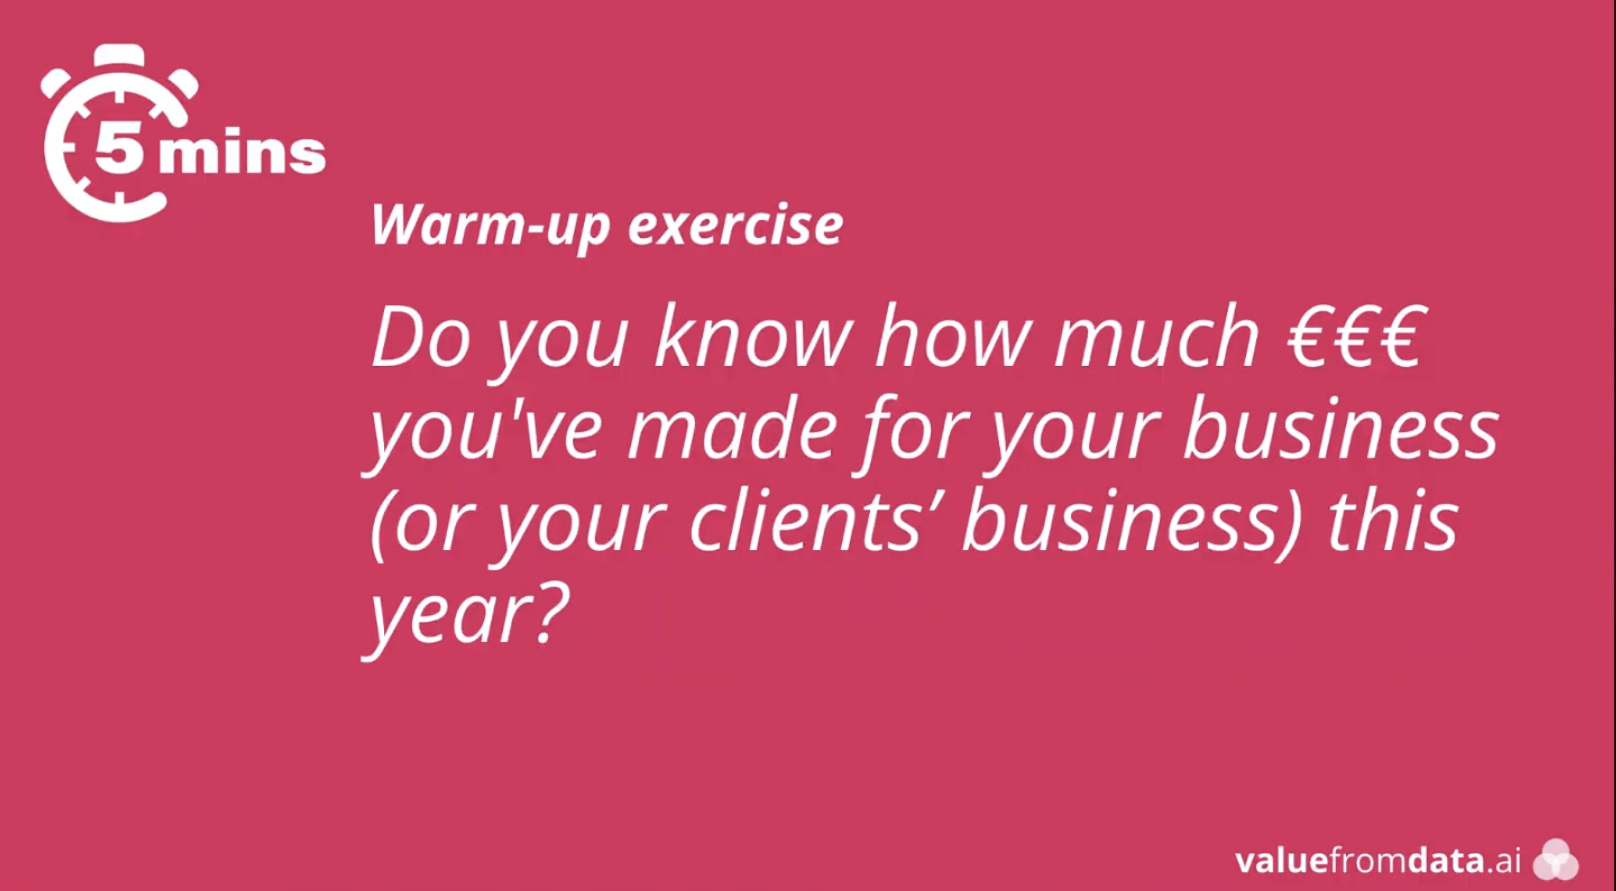 5 mins
Warm-up exercise
Do you know how much €€€
you've made for your business
(or your clients’ business) this
year?
valuefromdata.ai